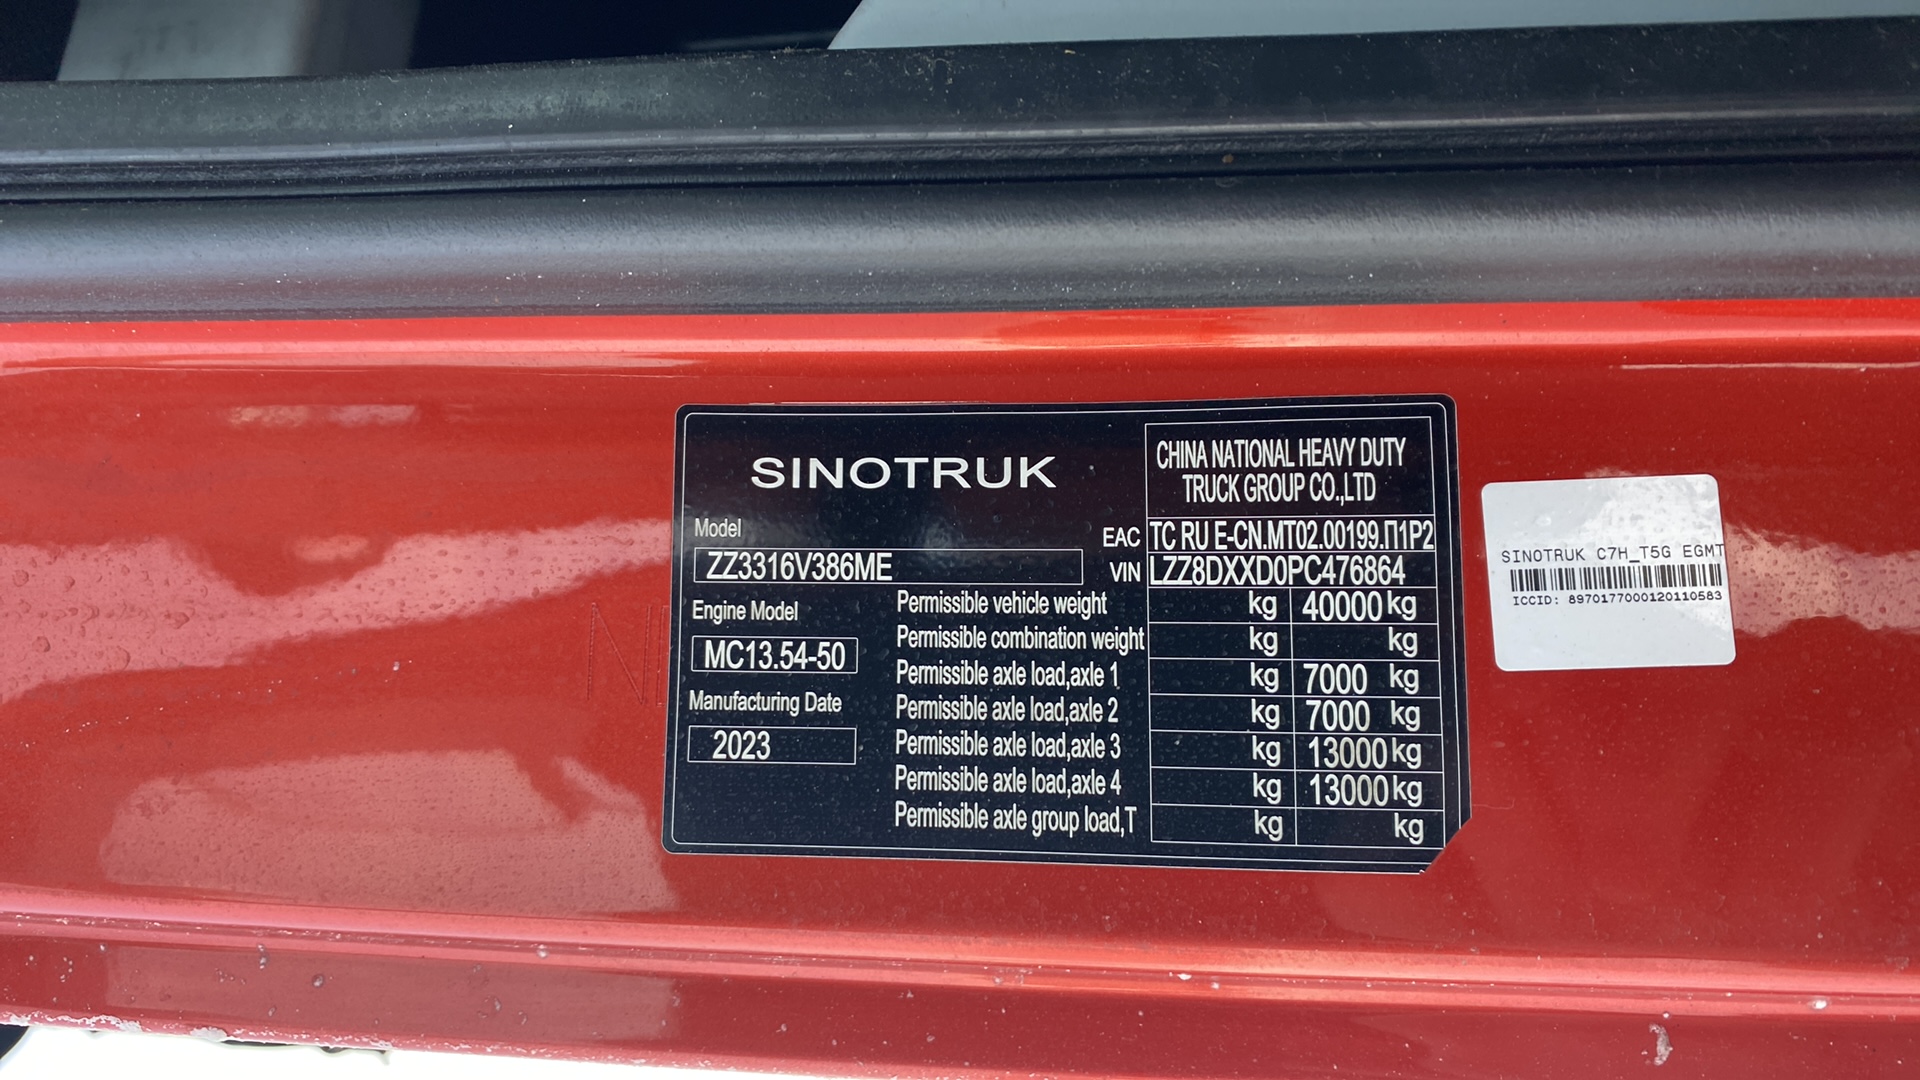 SINOTRUK
CHINA NATIONAL HEAVY DUTY
TRUCK GROUP CO.,LTD
Model
ZZ3316V386ME
EAC TC RU E-CN.MT02.00199.П1P2
VIN LZZ8DXXD0PC476864
Engine Model
MC13.54-50
Manufacturing Date
2023
Permissible vehicle weight kg 40000 kg
Permissible combination weight kg kg
Permissible axle load,axle 1 kg 7000 kg
Permissible axle load,axle 2 kg 7000 kg
Permissible axle load,axle 3 kg 13000 kg
Permissible axle load,axle 4 kg 13000 kg
Permissible axle group load,T kg kg
SINOTRUK C7H_T5G EGMT
ICCID: 8970177000120110583